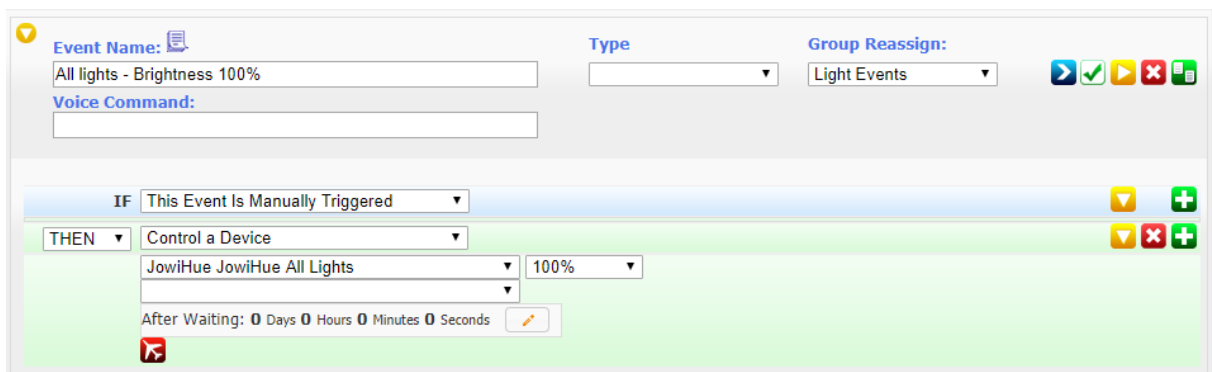 Event Name: Type Group Reassign:
All lights - Brightness 100% Light Events
Voice Command:
IF This Event Is Manually Triggered
THEN Control a Device
JowiHue JowiHue All Lights 100%
After Waiting: 0 Days 0 Hours 0 Minutes 0 Seconds